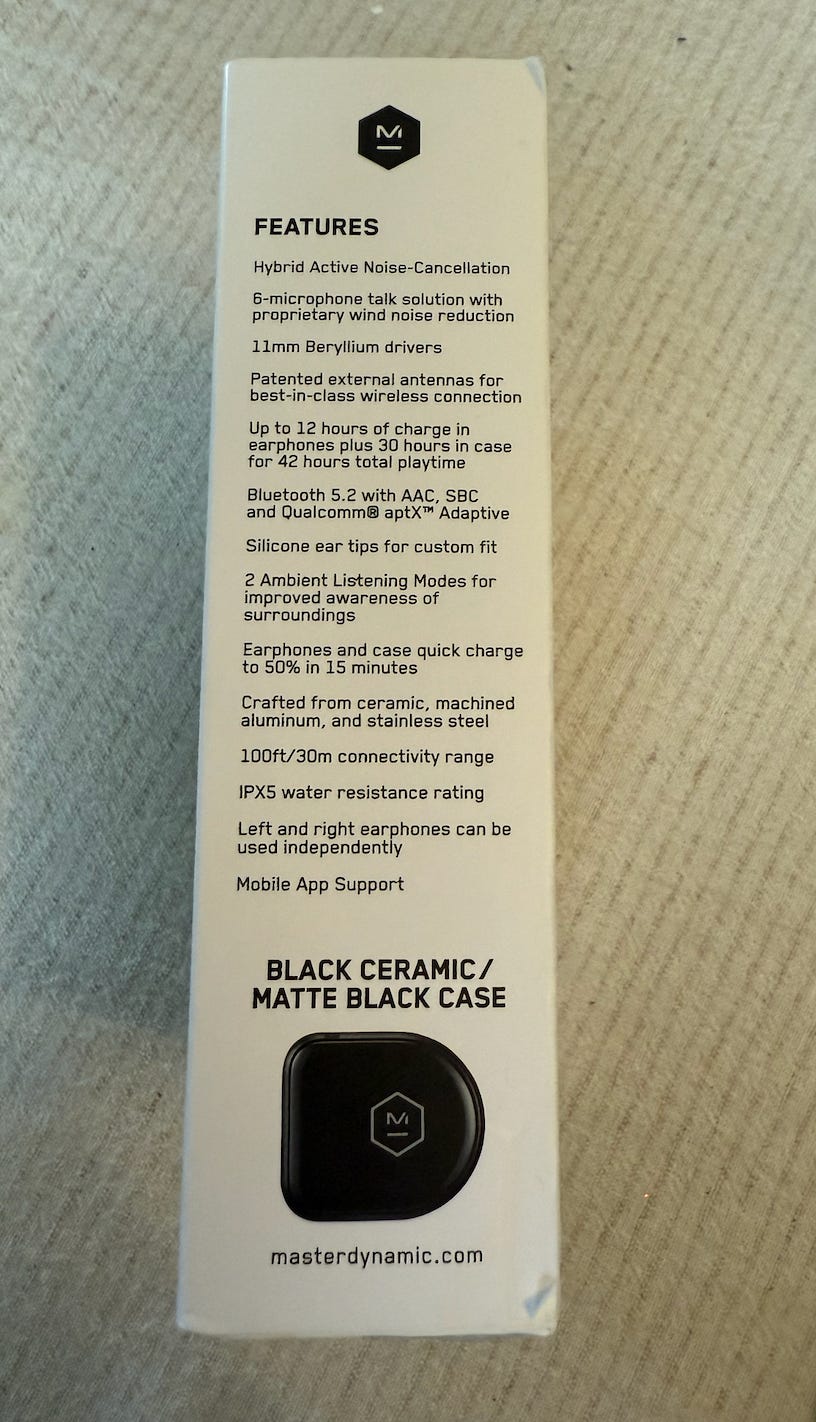 M
FEATURES
Hybrid Active Noise-Cancellation
6-microphone talk solution with
proprietary wind noise reduction
11mm Beryllium drivers
Patented external antennas for
best-in-class wireless connection
Up to 12 hours of charge in
earphones plus 30 hours in case
for 42 hours total playtime
Bluetooth 5.2 with AAC, SBC
and Qualcomm® aptX™ Adaptive
Silicone ear tips for custom fit
2 Ambient Listening Modes for
improved awareness of
surroundings
Earphones and case quick charge
to 50% in 15 minutes
Crafted from ceramic, machined
aluminum, and stainless steel
100ft/30m connectivity range
IPX5 water resistance rating
Left and right earphones can be
used independently
Mobile App Support
BLACK CERAMIC/
MATTE BLACK CASE
M
masterdynamic.com